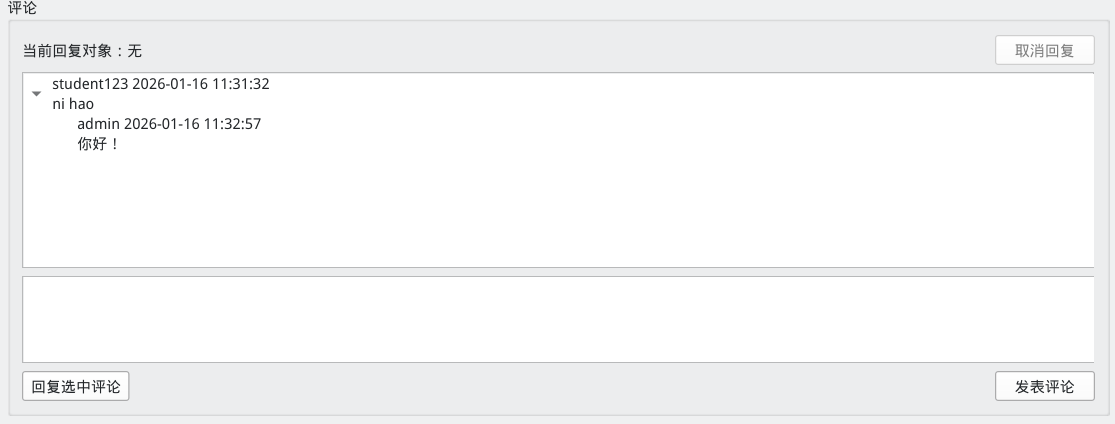 评论
当前回复对象：无
取消回复
student123 2026-01-16 11:31:32
ni hao
admin 2026-01-16 11:32:57
你好！
回复选中评论
发表评论